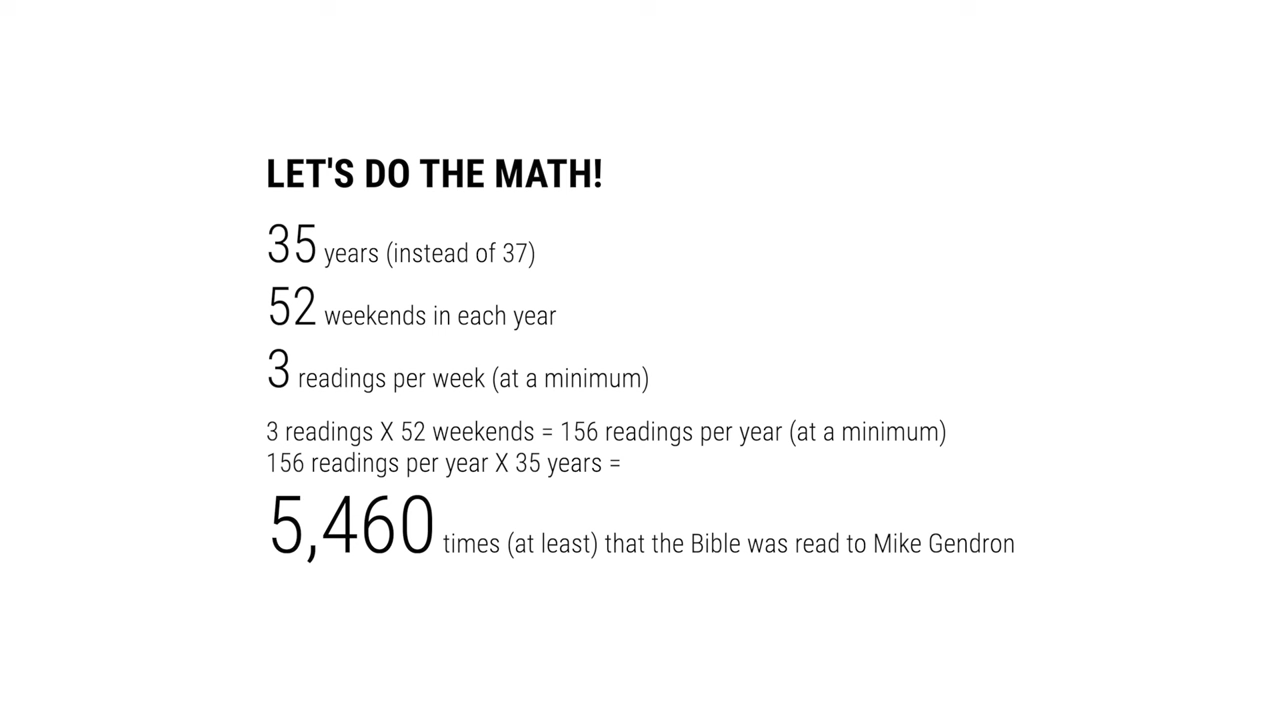 LET'S DO THE MATH!
35 years (instead of 37)
52 weekends in each year
3 readings per week (at a minimum)
3 readings X 52 weekends = 156 readings per year (at a minimum)
156 readings per year X 35 years =
5,460 times (at least) that the Bible was read to Mike Gendron